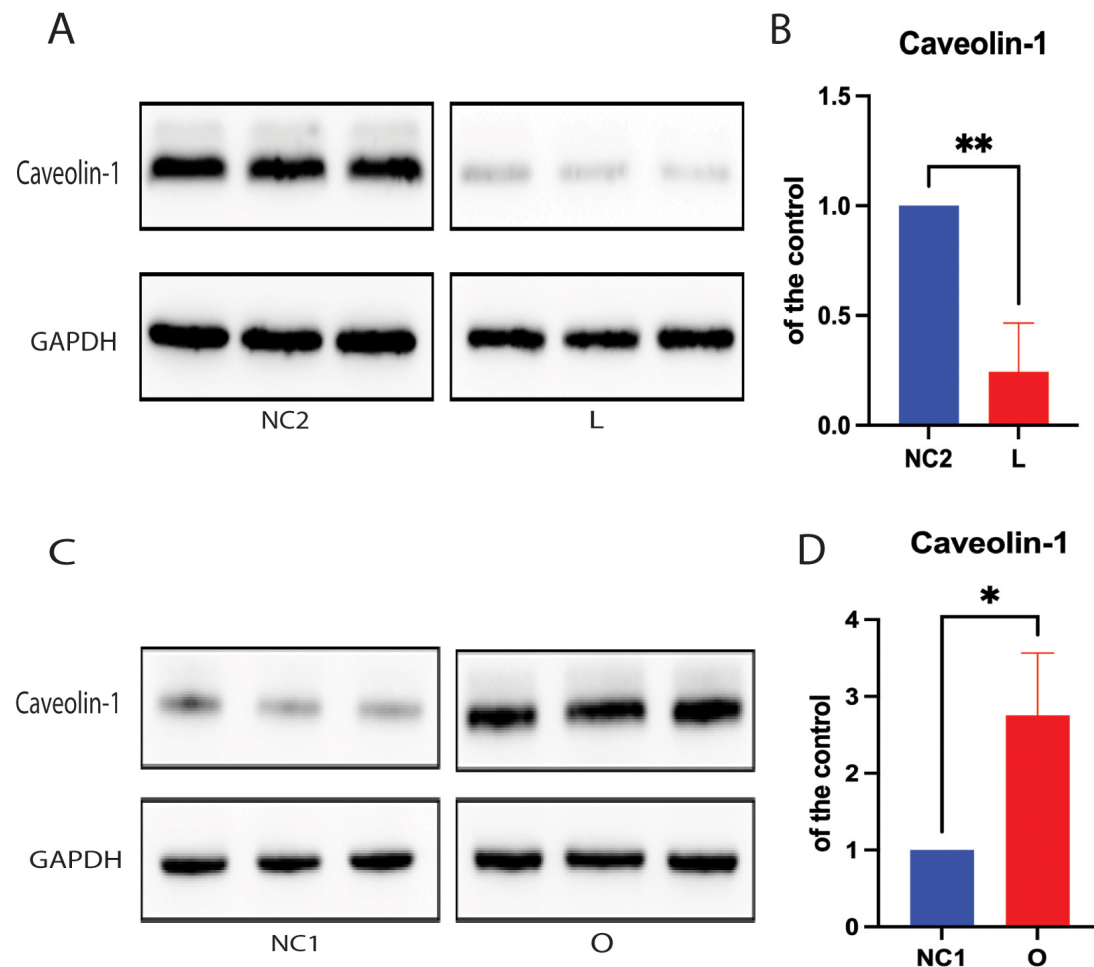 A
Caveolin-1
GAPDH
NC2
L
B
Caveolin-1
of the control
1.5
1.0
0.5
0.0
**
NC2
L
C
Caveolin-1
GAPDH
NC1
O
D
Caveolin-1
of the control
4
3
2
1
0
*
NC1
O